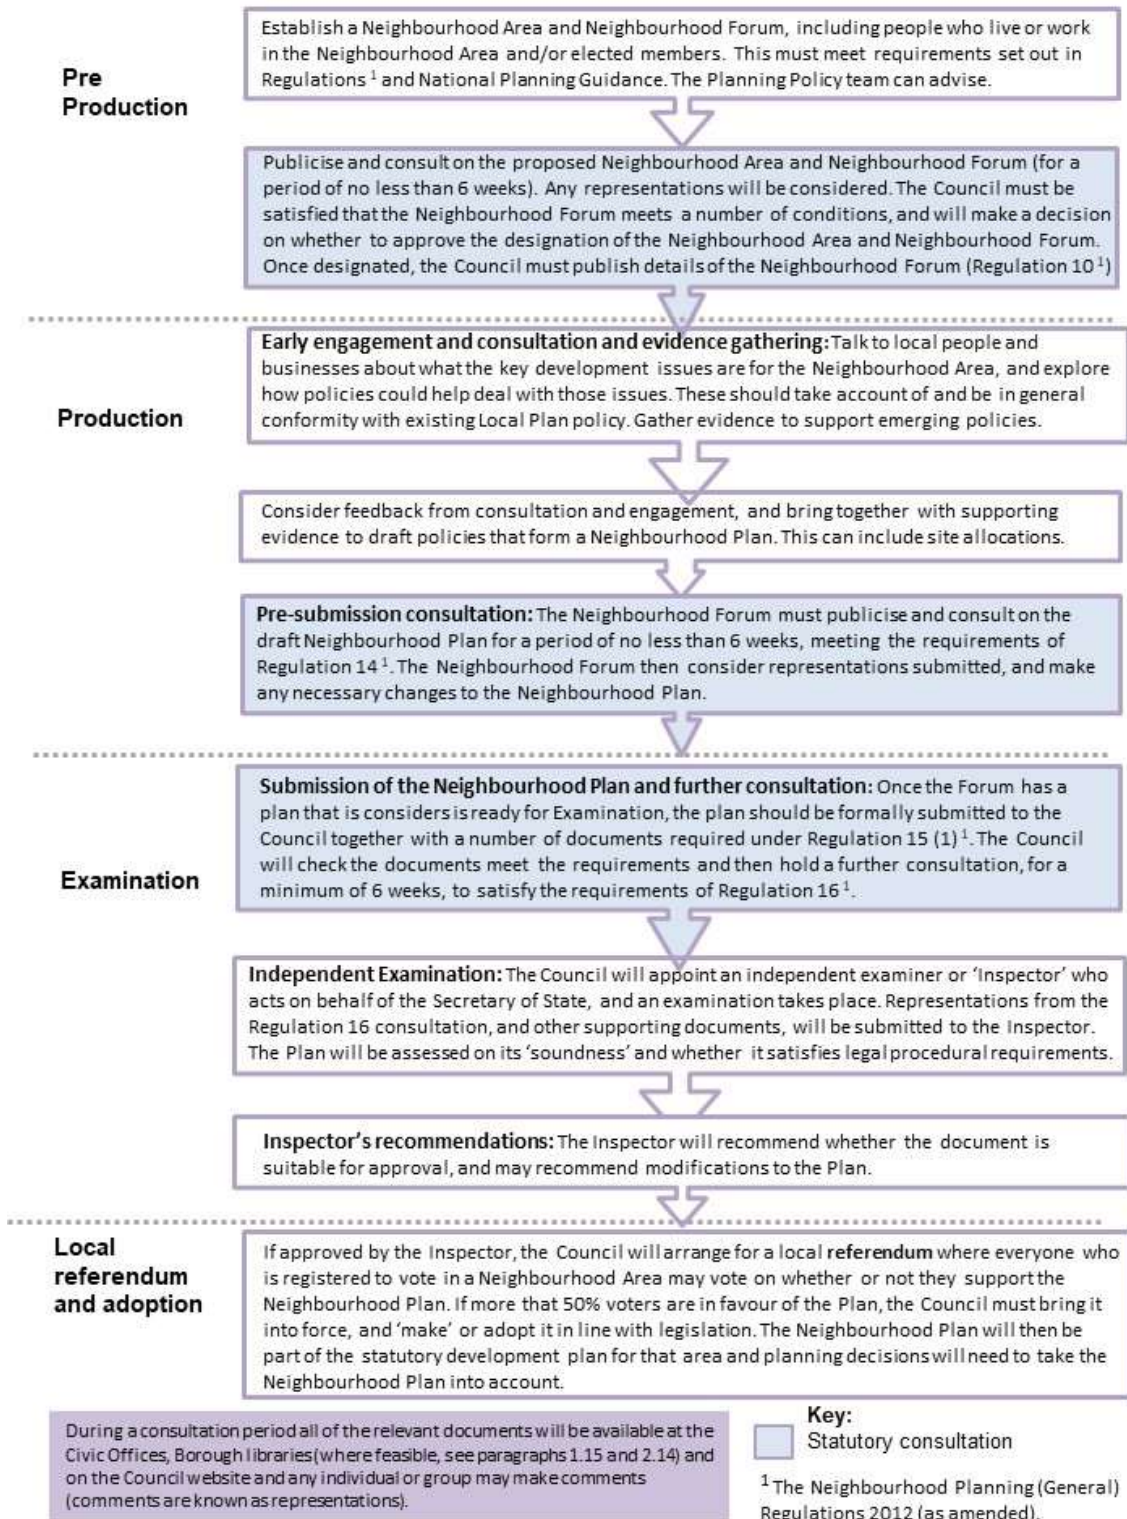 Pre
Production
Establish a Neighbourhood Area and Neighbourhood Forum, including people who live or work
in the Neighbourhood Area and/or elected members. This must meet requirements set out in
Regulations ¹ and National Planning Guidance. The Planning Policy team can advise.
Publicise and consult on the proposed Neighbourhood Area and Neighbourhood Forum (for a
period of no less than 6 weeks). Any representations will be considered. The Council must be
satisfied that the Neighbourhood Forum meets a number of conditions, and will make a decision
on whether to approve the designation of the Neighbourhood Area and Neighbourhood Forum.
Once designated, the Council must publish details of the Neighbourhood Forum (Regulation 10 ¹)
Production
Early engagement and consultation and evidence gathering: Talk to local people and
businesses about what the key development issues are for the Neighbourhood Area, and explore
how policies could help deal with those issues. These should take account of and be in general
conformity with existing Local Plan policy. Gather evidence to support emerging policies.
Consider feedback from consultation and engagement, and bring together with supporting
evidence to draft policies that form a Neighbourhood Plan. This can include site allocations.
Pre-submission consultation: The Neighbourhood Forum must publicise and consult on the
draft Neighbourhood Plan for a period of no less than 6 weeks, meeting the requirements of
Regulation 14 ¹. The Neighbourhood Forum then consider representations submitted, and make
any necessary changes to the Neighbourhood Plan.
Examination
Submission of the Neighbourhood Plan and further consultation: Once the Forum has a
plan that is considers is ready for Examination, the plan should be formally submitted to the
Council together with a number of documents required under Regulation 15 (1) ¹. The Council
will check the documents meet the requirements and then hold a further consultation, for a
minimum of 6 weeks, to satisfy the requirements of Regulation 16 ¹.
Independent Examination: The Council will appoint an independent examiner or ‘Inspector’ who
acts on behalf of the Secretary of State, and an examination takes place. Representations from the
Regulation 16 consultation, and other supporting documents, will be submitted to the Inspector.
The Plan will be assessed on its ‘soundness’ and whether it satisfies legal procedural requirements.
Inspector’s recommendations: The Inspector will recommend whether the document is
suitable for approval, and may recommend modifications to the Plan.
Local
referendum
and adoption
If approved by the Inspector, the Council will arrange for a local referendum where everyone who
is registered to vote in a Neighbourhood Area may vote on whether or not they support the
Neighbourhood Plan. If more that 50% voters are in favour of the Plan, the Council must bring it
into force, and ‘make’ or adopt it in line with legislation. The Neighbourhood Plan will then be
part of the statutory development plan for that area and planning decisions will need to take the
Neighbourhood Plan into account.
During a consultation period all of the relevant documents will be available at the
Civic Offices, Borough libraries (where feasible, see paragraphs 1.15 and 2.14) and
on the Council website and any individual or group may make comments
(comments are known as representations).
Key:
Statutory consultation
¹ The Neighbourhood Planning (General)
Regulations 2012 (as amended).